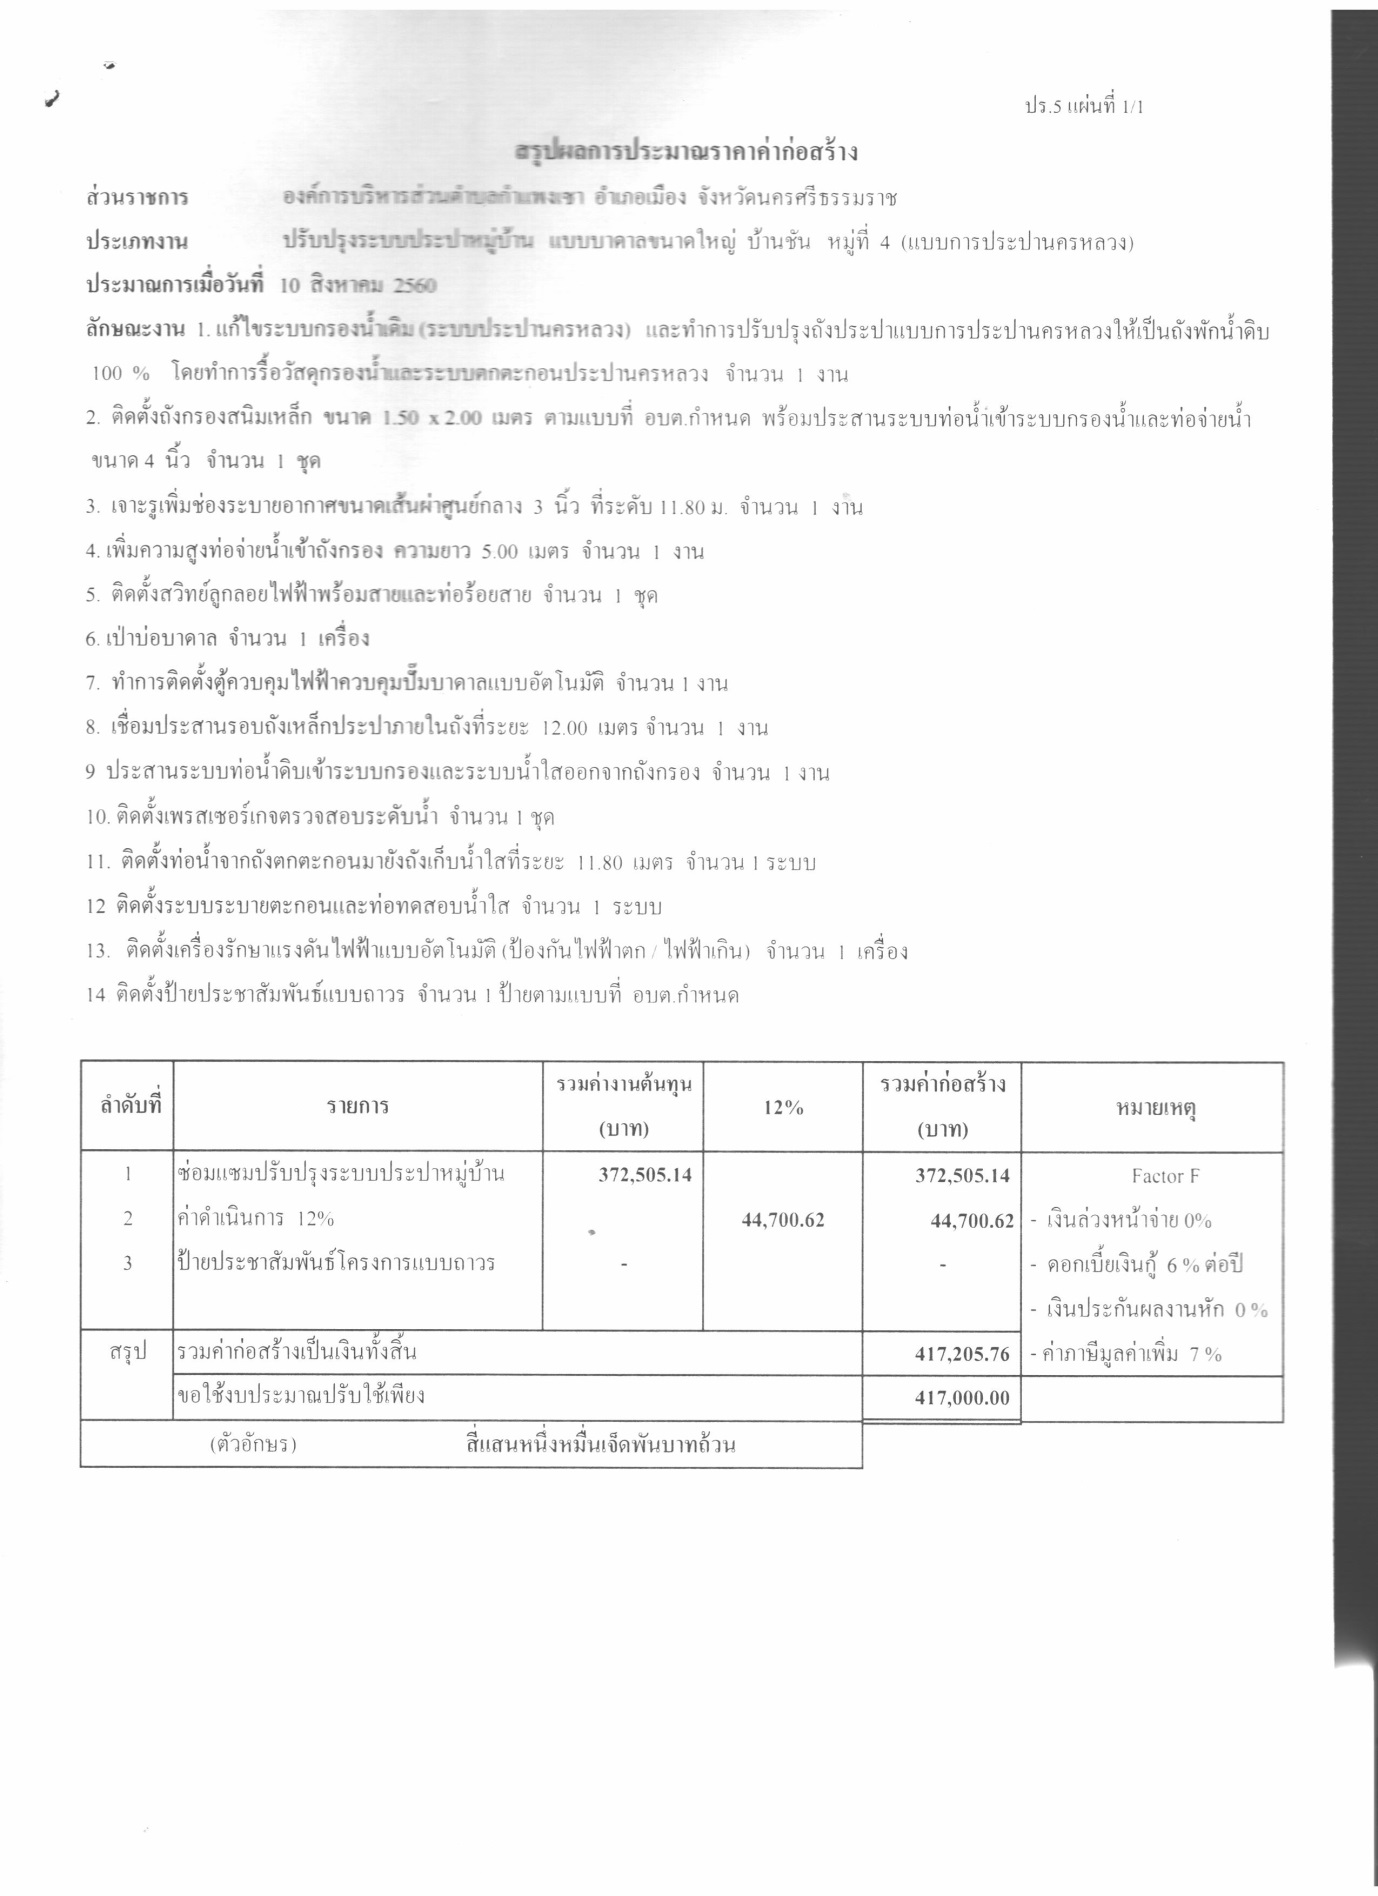 ปร.5 แผ่นที่ 1/1
สรุปผลการประมาณราคาค่าก่อสร้าง
ส่วนราชการ องค์การบริหารส่วนตำบลกำแพงเซา อำเภอเมือง จังหวัดนครศรีธรรมราช
ประเภทงาน ปรับปรุงระบบประปาหมู่บ้าน แบบบาดาลขนาดใหญ่ บ้านชัน หมู่ที่ 4 (แบบการประปานครหลวง)
ประมาณการเมื่อวันที่ 10 สิงหาคม 2560
ลักษณะงาน 1. แก้ไขระบบกรองน้ำเดิม (ระบบประปานครหลวง) และทำการปรับปรุงถังประปาแบบการประปานครหลวงให้เป็นถังพักน้ำดิบ
100 % โดยทำการรื้อวัสดุกรองน้ำและระบบตกตะกอนประปานครหลวง จำนวน 1 งาน
2. ติดตั้งถังกรองสนิมเหล็ก ขนาด 1.50 x 2.00 เมตร ตามแบบที่ อบต.กำหนด พร้อมประสานระบบท่อน้ำเข้าระบบกรองน้ำและท่อจ่ายน้ำ
ขนาด 4 นิ้ว จำนวน 1 ชุด
3. เจาะรูเพิ่มช่องระบายอากาศขนาดเส้นผ่าศูนย์กลาง 3 นิ้ว ที่ระดับ 11.80 ม. จำนวน 1 งาน
4. เพิ่มความสูงท่อจ่ายน้ำเข้าถังกรอง ความยาว 5.00 เมตร จำนวน 1 งาน
5. ติดตั้งสวิทย์ลูกลอยไฟฟ้าพร้อมสายและท่อร้อยสาย จำนวน 1 ชุด
6. เป่าบ่อบาดาล จำนวน 1 เครื่อง
7. ทำการติดตั้งตู้ควบคุมไฟฟ้าควบคุมปั๊มบาดาลแบบอัตโนมัติ จำนวน 1 งาน
8. เชื่อมประสานรอบถังเหล็กประปาภายในถังที่ระยะ 12.00 เมตร จำนวน 1 งาน
9 ประสานระบบท่อน้ำดิบเข้าระบบกรองและระบบน้ำใสออกจากถังกรอง จำนวน 1 งาน
10. ติดตั้งเพรสเซอร์เกจตรวจสอบระดับน้ำ จำนวน 1 ชุด
11. ติดตั้งท่อน้ำจากถังตกตะกอนมายังถังเก็บน้ำใสที่ระยะ 11.80 เมตร จำนวน 1 ระบบ
12 ติดตั้งระบบระบายตะกอนและท่อทดสอบน้ำใส จำนวน 1 ระบบ
13. ติดตั้งเครื่องรักษาแรงดันไฟฟ้าแบบอัตโนมัติ (ป้องกันไฟฟ้าตก / ไฟฟ้าเกิน) จำนวน 1 เครื่อง
14 ติดตั้งป้ายประชาสัมพันธ์แบบถาวร จำนวน 1 ป้ายตามแบบที่ อบต.กำหนด
ลำดับที่ รายการ รวมค่างานต้นทุน (บาท) 12% รวมค่าก่อสร้าง (บาท) หมายเหตุ
1 ซ่อมแซมปรับปรุงระบบประปาหมู่บ้าน 372,505.14 372,505.14 Factor F
2 ค่าดำเนินการ 12% 44,700.62 44,700.62 - เงินล่วงหน้าจ่าย 0%
3 ป้ายประชาสัมพันธ์โครงการแบบถาวร - - - ดอกเบี้ยเงินกู้ 6 % ต่อปี
- เงินประกันผลงานหัก 0 %
สรุป รวมค่าก่อสร้างเป็นเงินทั้งสิ้น 417,205.76 - ค่าภาษีมูลค่าเพิ่ม 7 %
ขอใช้งบประมาณปรับใช้เพียง 417,000.00
(ตัวอักษร) สี่แสนหนึ่งหมื่นเจ็ดพันบาทถ้วน